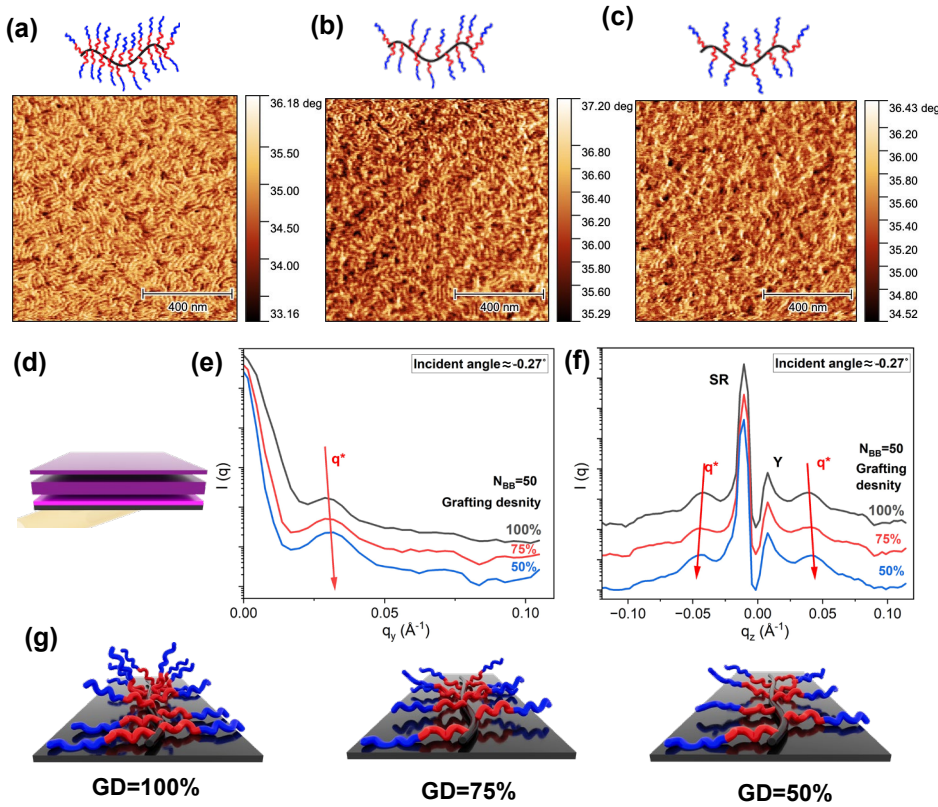 (a)
(b)
(c)
36.18 deg
35.50
35.00
34.00
33.16
400 nm
37.20 deg
36.80
36.60
36.40
36.20
36.00
35.80
35.60
35.29
400 nm
36.43 deg
36.20
36.00
35.80
35.60
35.40
35.20
35.00
34.80
34.52
400 nm
(d)
(e)
Incident angle ≈ -0.27°
q*
N_BB=50
Grafting desnity
100%
75%
50%
I (q)
0.00
0.05
0.10
q_y (Å⁻¹)
(f)
Incident angle ≈ -0.27°
SR
Y
q*
q*
N_BB=50
Grafting
desnity
100%
75%
50%
I (q)
−0.10
−0.05
0.00
0.05
0.10
q_z (Å⁻¹)
(g)
GD=100%
GD=75%
GD=50%